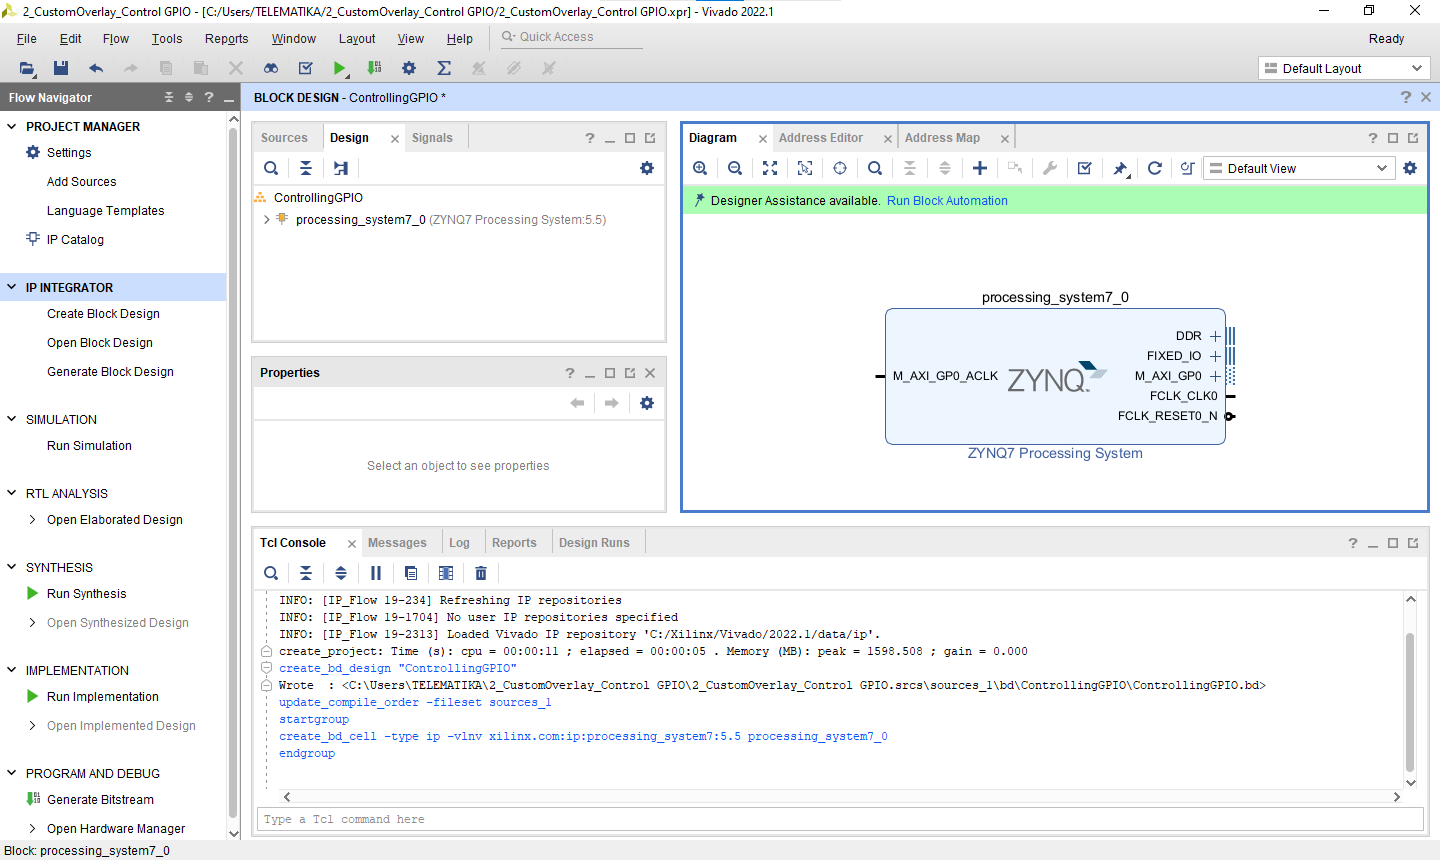 2_CustomOverlay_Control GPIO - [C:/Users/TELEMATIKA/2_CustomOverlay_Control GPIO/2_CustomOverlay_Control GPIO.xpr] - Vivado 2022.1
File Edit Flow Tools Reports Window Layout View Help Quick Access Ready
Default Layout
Flow Navigator
PROJECT MANAGER
Settings
Add Sources
Language Templates
IP Catalog
IP INTEGRATOR
Create Block Design
Open Block Design
Generate Block Design
SIMULATION
Run Simulation
RTL ANALYSIS
Open Elaborated Design
SYNTHESIS
Run Synthesis
Open Synthesized Design
IMPLEMENTATION
Run Implementation
Open Implemented Design
PROGRAM AND DEBUG
Generate Bitstream
Open Hardware Manager
BLOCK DESIGN - ControllingGPIO *
Sources Design Signals
ControllingGPIO
processing_system7_0 (ZYNQ7 Processing System:5.5)
Properties
Select an object to see properties
Diagram Address Editor Address Map
Default View
Designer Assistance available. Run Block Automation
processing_system7_0
DDR
FIXED_IO
M_AXI_GP0_ACLK ZYNQ M_AXI_GP0
FCLK_CLK0
FCLK_RESET0_N
ZYNQ7 Processing System
Tcl Console Messages Log Reports Design Runs
INFO: [IP_Flow 19-234] Refreshing IP repositories
INFO: [IP_Flow 19-1704] No user IP repositories specified
INFO: [IP_Flow 19-2313] Loaded Vivado IP repository 'C:/Xilinx/Vivado/2022.1/data/ip'.
create_project: Time (s): cpu = 00:00:11 ; elapsed = 00:00:05 . Memory (MB): peak = 1598.508 ; gain = 0.000
create_bd_design "ControllingGPIO"
Wrote  : <C:\Users\TELEMATIKA\2_CustomOverlay_Control GPIO\2_CustomOverlay_Control GPIO.srcs\sources_1\bd\ControllingGPIO\ControllingGPIO.bd>
update_compile_order -fileset sources_1
startgroup
create_bd_cell -type ip -vlnv xilinx.com:ip:processing_system7:5.5 processing_system7_0
endgroup
Type a Tcl command here
Block: processing_system7_0